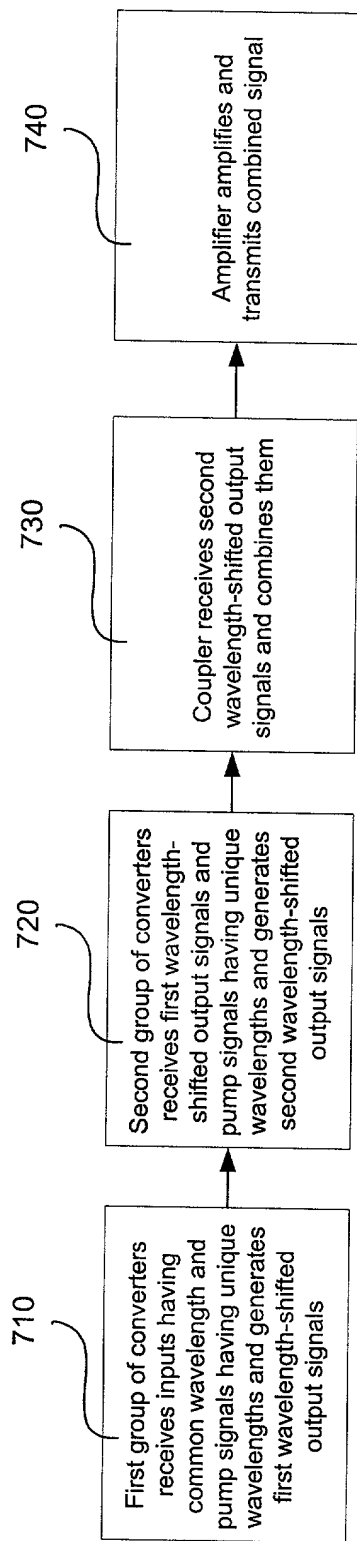 710
First group of converters
receives inputs having
common wavelength and
pump signals having unique
wavelengths and generates
first wavelength-shifted
output signals
720
Second group of converters
receives first wavelength-
shifted output signals and
pump signals having unique
wavelengths and generates
second wavelength-shifted
output signals
730
Coupler receives second
wavelength-shifted output
signals and combines them
740
Amplifier amplifies and
transmits combined signal